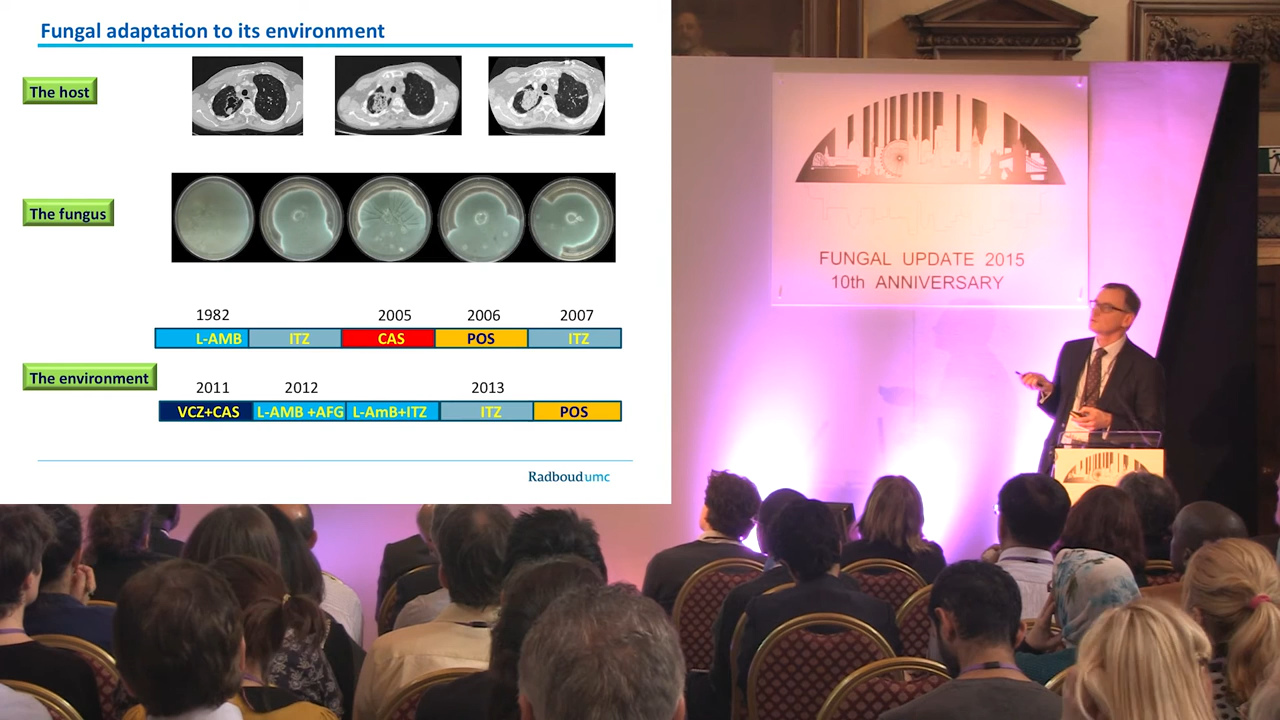 Fungal adaptation to its environment
The host
The fungus
1982 2005 2006 2007
L-AMB ITZ CAS POS ITZ
The environment
2011 2012 2013
VCZ+CAS L-AMB +AFG L-AmB+ITZ ITZ POS
Radboudumc
FUNGAL UPDATE 2015
10th ANNIVERSARY